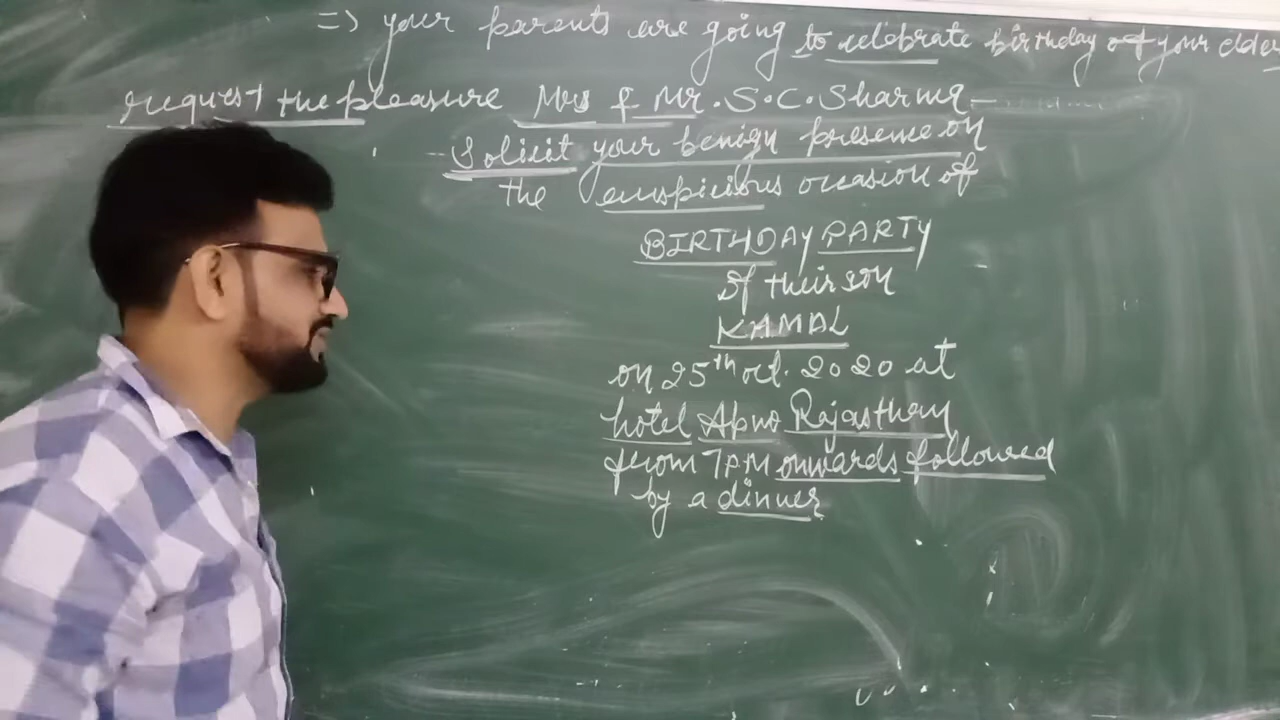 => your parents are going to celebrate birthday of your elder
request the pleasure Mrs & Mr. S.C. Sharma
Solicit your benign presence on
the auspicious occasion of
BIRTHDAY PARTY
of their son
KAMAL
on 25th oct. 2020 at
hotel Apno Rajasthan
from 7PM onwards followed
by a dinner